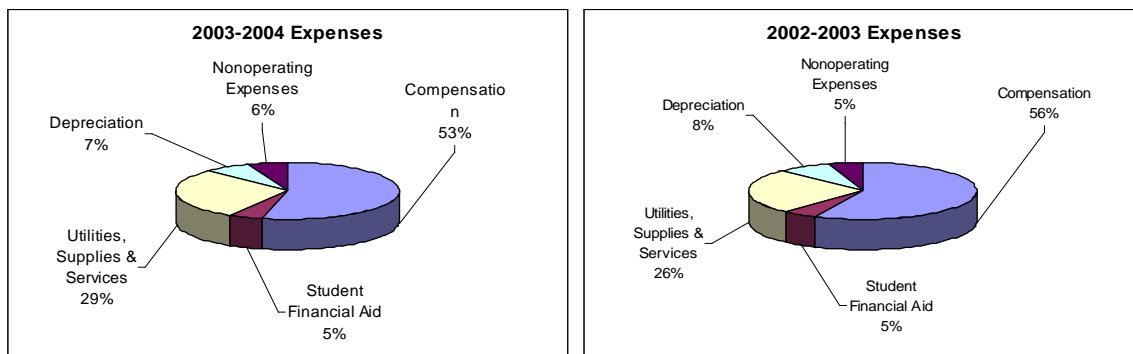 2003-2004 Expenses
Nonoperating
Expenses
6%
Compensatio
n
53%
Depreciation
7%
Utilities,
Supplies &
Services
29%
Student
Financial Aid
5%
2002-2003 Expenses
Nonoperating
Expenses
5%
Compensation
56%
Depreciation
8%
Utilities,
Supplies &
Services
26%
Student
Financial Aid
5%